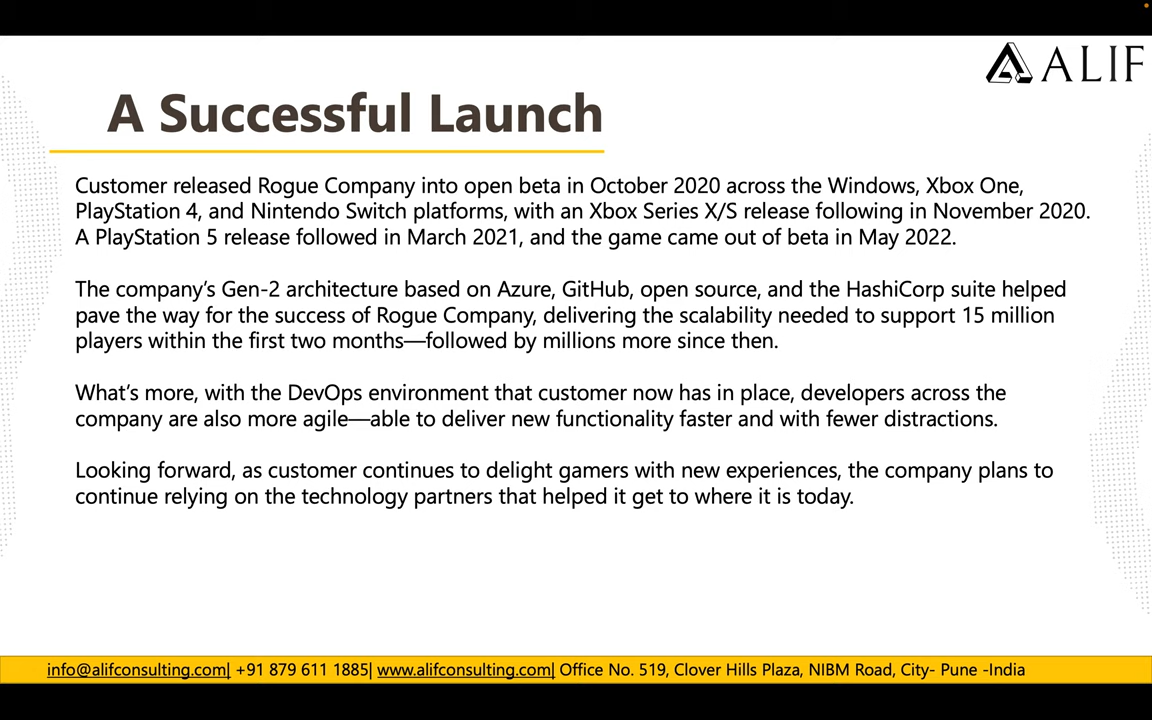 ALIF
A Successful Launch
Customer released Rogue Company into open beta in October 2020 across the Windows, Xbox One,
PlayStation 4, and Nintendo Switch platforms, with an Xbox Series X/S release following in November 2020.
A PlayStation 5 release followed in March 2021, and the game came out of beta in May 2022.
The company’s Gen-2 architecture based on Azure, GitHub, open source, and the HashiCorp suite helped
pave the way for the success of Rogue Company, delivering the scalability needed to support 15 million
players within the first two months—followed by millions more since then.
What’s more, with the DevOps environment that customer now has in place, developers across the
company are also more agile—able to deliver new functionality faster and with fewer distractions.
Looking forward, as customer continues to delight gamers with new experiences, the company plans to
continue relying on the technology partners that helped it get to where it is today.
info@alifconsulting.com| +91 879 611 1885| www.alifconsulting.com| Office No. 519, Clover Hills Plaza, NIBM Road, City- Pune -India